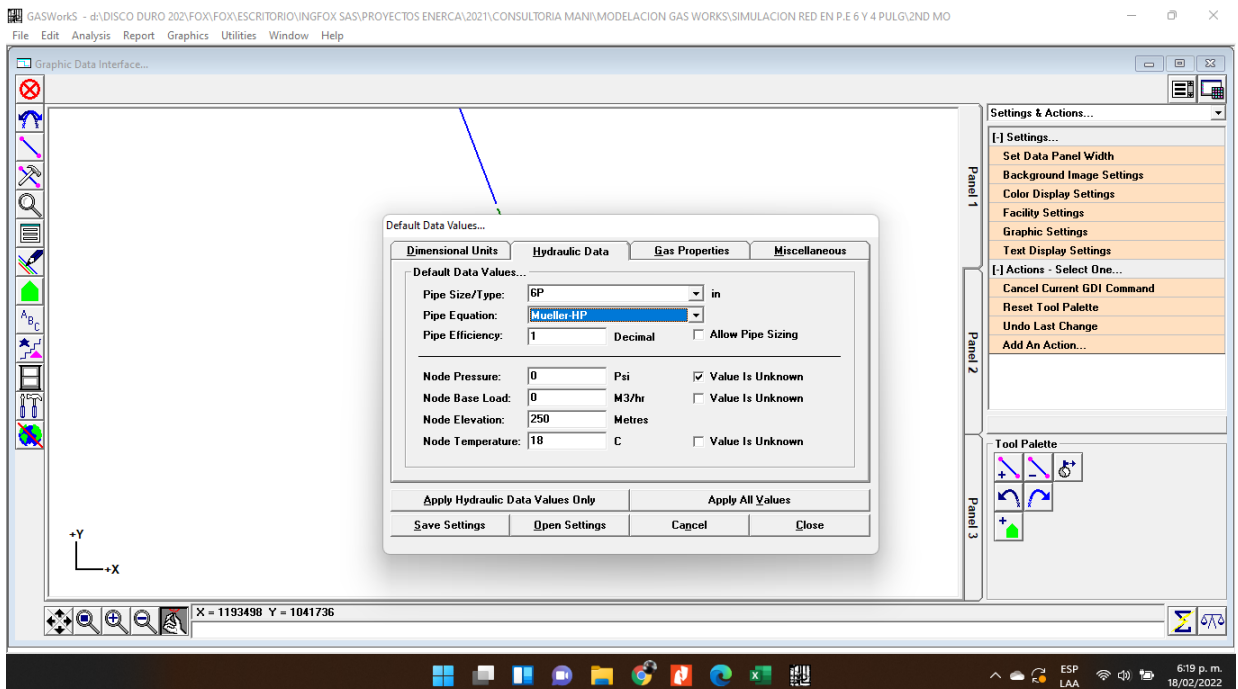 GASWorkS - d:\DISCO DURO 202\FOX\FOX\ESCRITORIO\INGFOX SAS\PROYECTOS ENERCA\2021\CONSULTORIA MANI\MODELACION GAS WORKS\SIMULACION RED EN P.E 6 Y 4 PULG\2ND MO
File Edit Analysis Report Graphics Utilities Window Help
Graphic Data Interface...
Settings & Actions...
[-] Settings...
Set Data Panel Width
Background Image Settings
Color Display Settings
Facility Settings
Graphic Settings
Text Display Settings
[-] Actions - Select One...
Cancel Current GDI Command
Reset Tool Palette
Undo Last Change
Add An Action...
Panel 1
Panel 2
Panel 3
Tool Palette
Default Data Values...
Dimensional Units Hydraulic Data Gas Properties Miscellaneous
Default Data Values...
Pipe Size/Type: 6P in
Pipe Equation: Mueller-HP
Pipe Efficiency: 1 Decimal Allow Pipe Sizing
Node Pressure: 0 Psi Value Is Unknown
Node Base Load: 0 M3/hr Value Is Unknown
Node Elevation: 250 Metres
Node Temperature: 18 C Value Is Unknown
Apply Hydraulic Data Values Only Apply All Values
Save Settings Open Settings Cancel Close
ABC
+Y
+X
X = 1193498 Y = 1041736
ESP
LAA
6:19 p. m.
18/02/2022